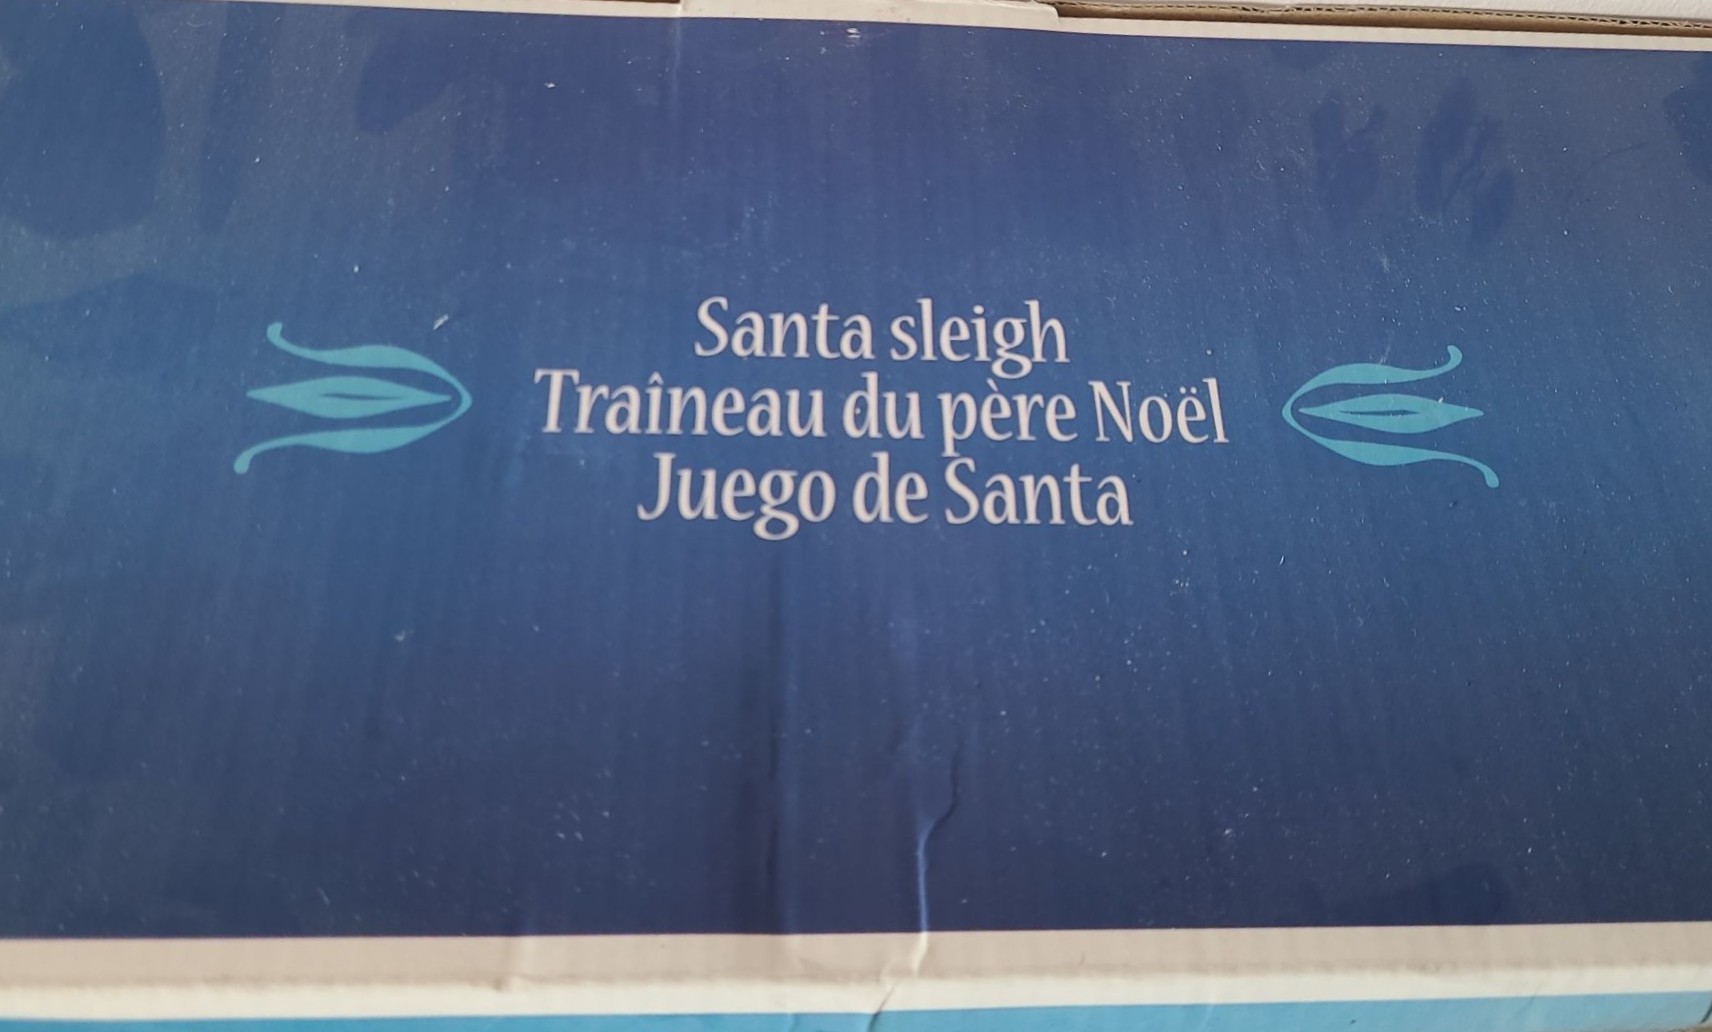 Santa sleigh
Traîneau du père Noël
Juego de Santa